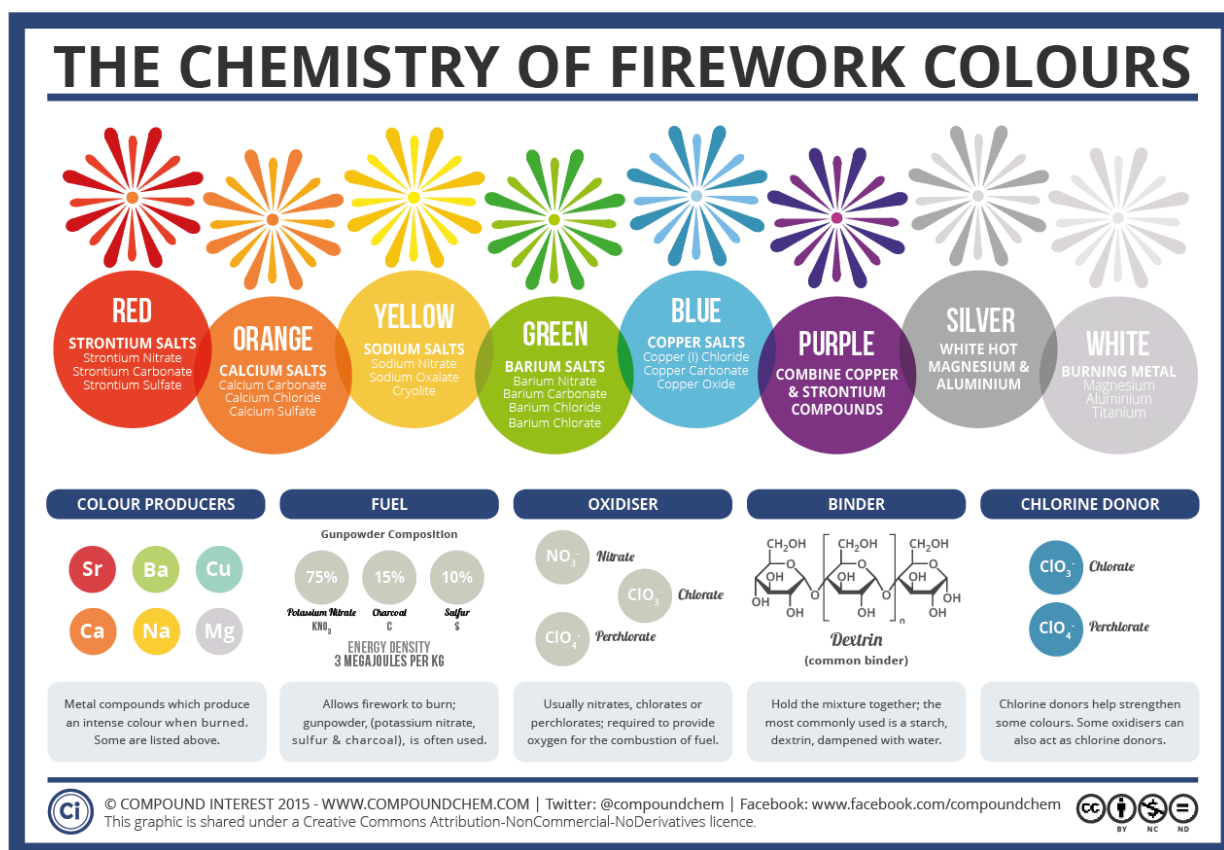 THE CHEMISTRY OF FIREWORK COLOURS
RED
STRONTIUM SALTS
Strontium Nitrate
Strontium Carbonate
Strontium Sulfate
ORANGE
CALCIUM SALTS
Calcium Carbonate
Calcium Chloride
Calcium Sulfate
YELLOW
SODIUM SALTS
Sodium Nitrate
Sodium Oxalate
Cryolite
GREEN
BARIUM SALTS
Barium Nitrate
Barium Carbonate
Barium Chloride
Barium Chlorate
BLUE
COPPER SALTS
Copper (I) Chloride
Copper Carbonate
Copper Oxide
PURPLE
COMBINE COPPER
& STRONTIUM
COMPOUNDS
SILVER
WHITE HOT
MAGNESIUM &
ALUMINIUM
WHITE
BURNING METAL
Magnesium
Aluminium
Titanium
COLOUR PRODUCERS
Sr Ba Cu
Ca Na Mg
Metal compounds which produce
an intense colour when burned.
Some are listed above.
FUEL
Gunpowder Composition
75% 15% 10%
Potassium Nitrate Charcoal Sulfur
KNO₃ C S
ENERGY DENSITY
3 MEGAJOULES PER KG
Allows firework to burn;
gunpowder, (potassium nitrate,
sulfur & charcoal), is often used.
OXIDISER
NO₃⁻ Nitrate
ClO₃⁻ Chlorate
ClO₄⁻ Perchlorate
Usually nitrates, chlorates or
perchlorates; required to provide
oxygen for the combustion of fuel.
BINDER
CH₂OH CH₂OH CH₂OH
O O O
OH OH OH
OH O O OH
OH OH OH
n
Dextrin
(common binder)
Hold the mixture together; the
most commonly used is a starch,
dextrin, dampened with water.
CHLORINE DONOR
ClO₃⁻ Chlorate
ClO₄⁻ Perchlorate
Chlorine donors help strengthen
some colours. Some oxidisers can
also act as chlorine donors.
Ci
© COMPOUND INTEREST 2015 - WWW.COMPOUNDCHEM.COM | Twitter: @compoundchem | Facebook: www.facebook.com/compoundchem
This graphic is shared under a Creative Commons Attribution-NonCommercial-NoDerivatives licence.
cc $ =
BY NC ND